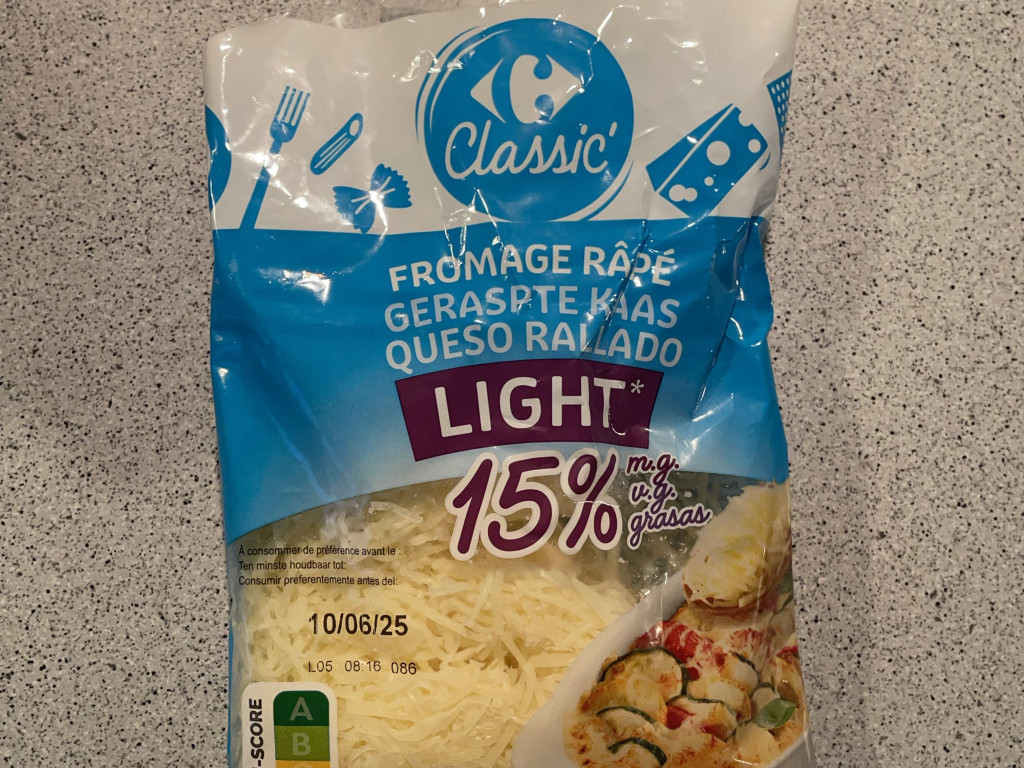 Classic'
FROMAGE RÂPÉ
GERASPTE KAAS
QUESO RALLADO
LIGHT*
15% m.g.
v.g.
grasas
À consommer de préférence avant le :
Ten minste houdbaar tot:
Consumir preferentemente antes del:
10/06/25
L05 08:16 086
-SCORE
A
B